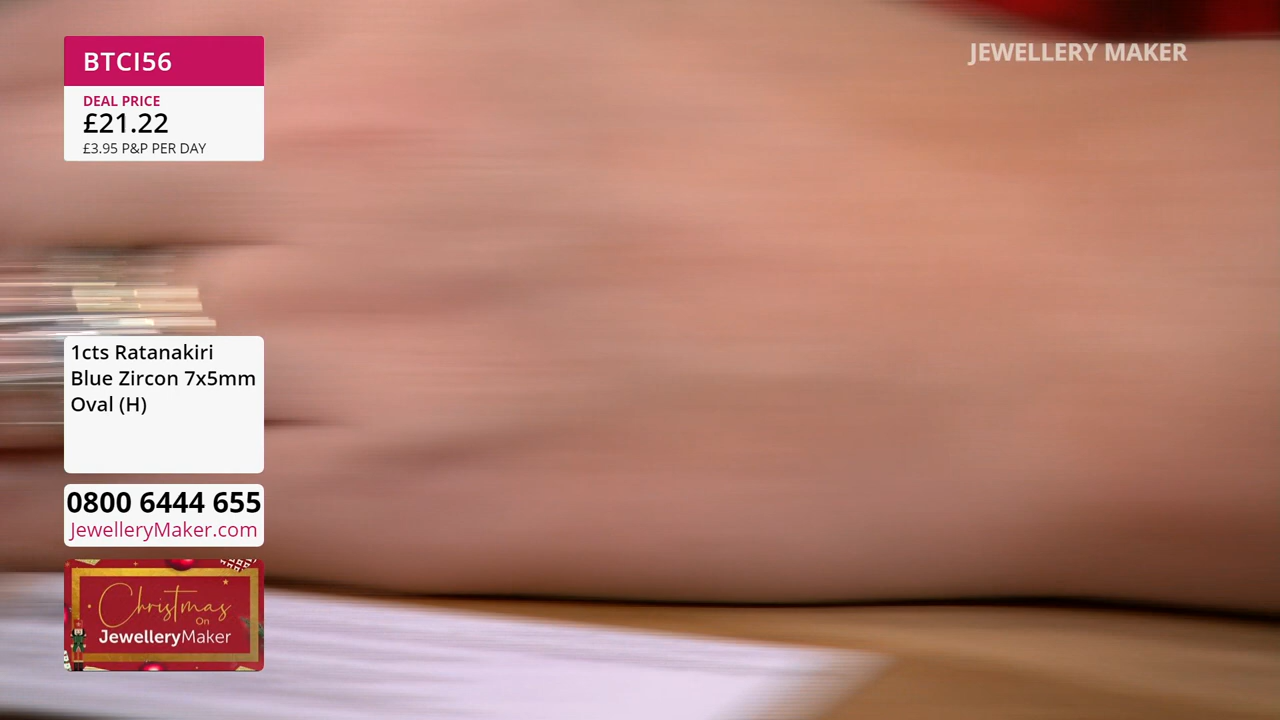 BTCI56
DEAL PRICE
£21.22
£3.95 P&P PER DAY
JEWELLERY MAKER
1cts Ratanakiri
Blue Zircon 7x5mm
Oval (H)
0800 6444 655
JewelleryMaker.com
Christmas
On
JewelleryMaker